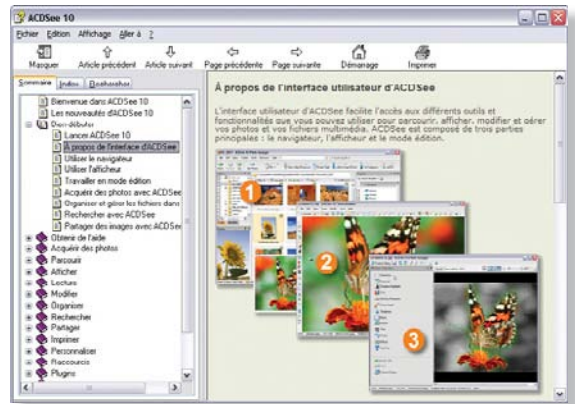 ACDSee 10
Fichier Edition Affichage Aller à ?
Masquer Article précédent Article suivant Page précédente Page suivante Démarrage Imprimer
Sommaire Index Rechercher
Bienvenue dans ACDSee 10
Les nouveautés d'ACDSee 10
Bien débuter
Lancer ACDSee 10
À propos de l'interface d'ACDSee
Utiliser le navigateur
Utiliser l'afficheur
Travailler en mode édition
Acquérir des photos avec ACDSee
Organiser et gérer les fichiers dans
Rechercher avec ACDSee
Partager des images avec ACDSee
Obtenir de l'aide
Acquérir des photos
Parcourir
Afficher
Lecture
Modifier
Organiser
Rechercher
Partager
Imprimer
Personnaliser
Raccourcis
Plugins
À propos de l'interface utilisateur d'ACDSee
L'interface utilisateur d'ACDSee facilite l'accès aux différents outils et
fonctionnalités que vous pouvez utiliser pour parcourir, afficher, modifier et gérer
vos photos et vos fichiers multimédia. ACDSee est composé de trois parties
principales : le navigateur, l'afficheur et le mode édition.
1
2
3